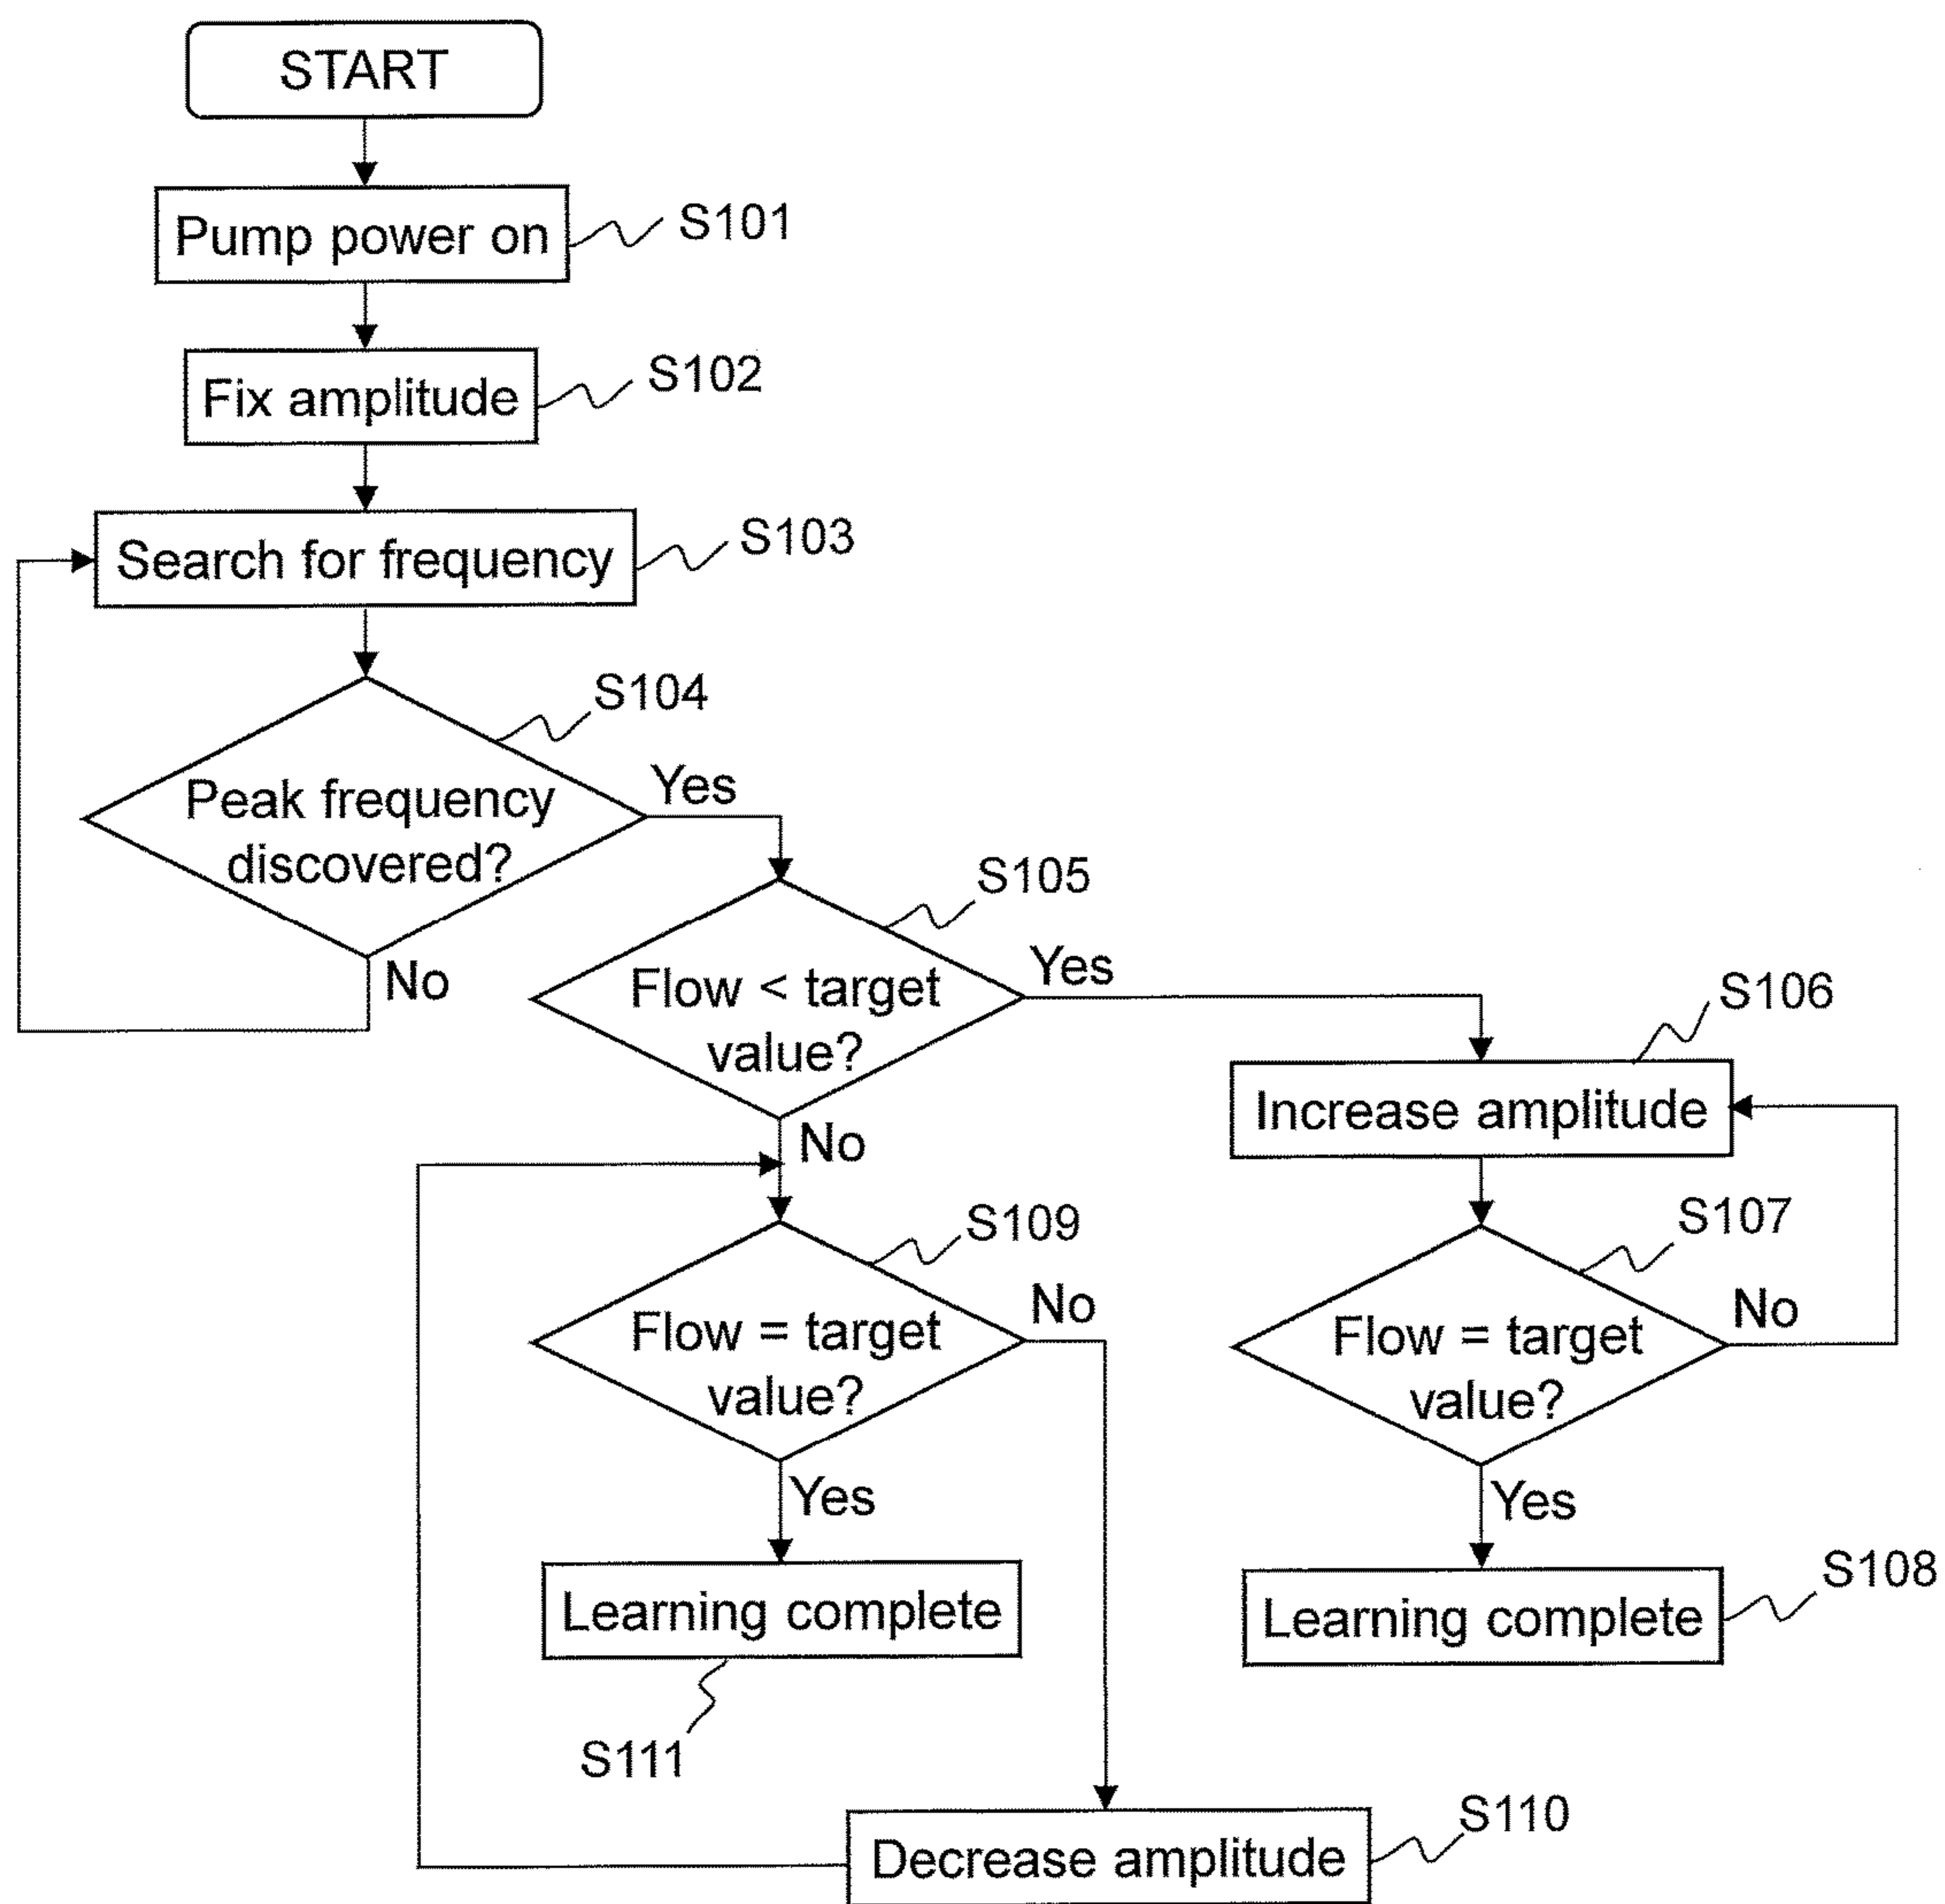 START
Pump power on
S101
Fix amplitude
S102
Search for frequency
S103
S104
Peak frequency
discovered?
Yes
No
S105
Flow < target
value?
Yes
No
S106
Increase amplitude
S107
Flow = target
value?
No
Yes
S108
Learning complete
S109
Flow = target
value?
No
Yes
Learning complete
S111
S110
Decrease amplitude